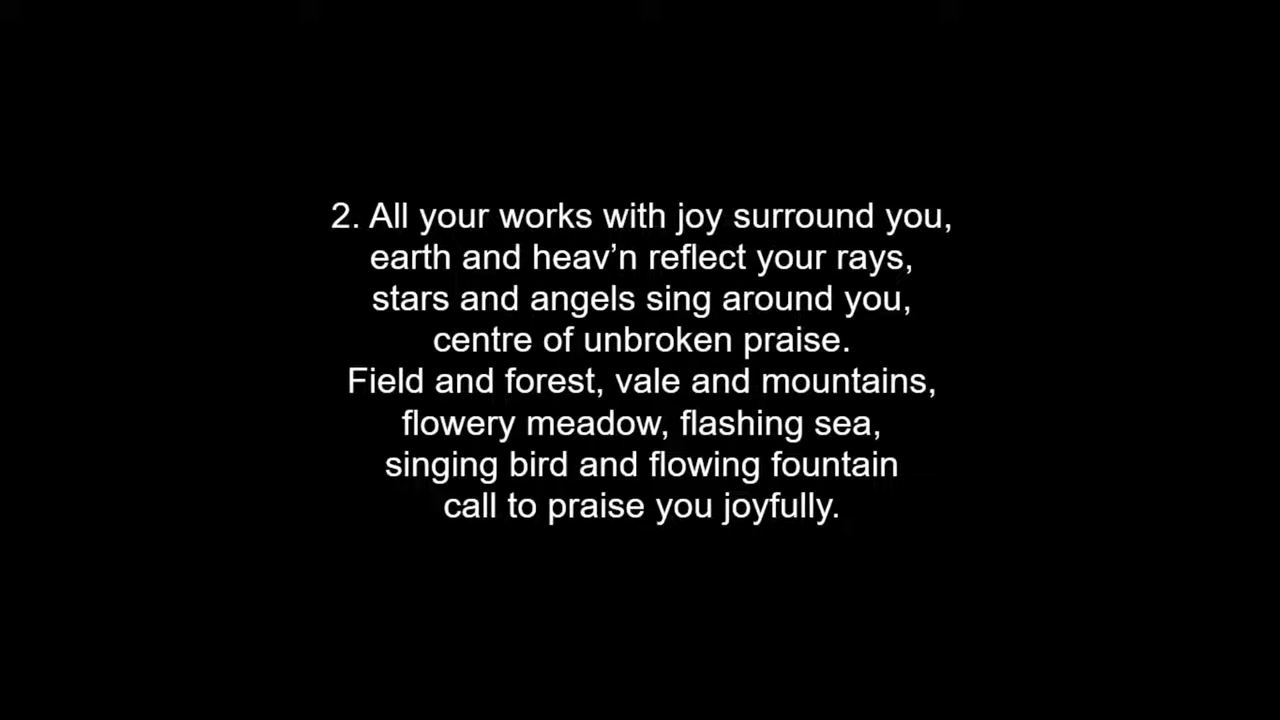 2. All your works with joy surround you,
earth and heav’n reflect your rays,
stars and angels sing around you,
centre of unbroken praise.
Field and forest, vale and mountains,
flowery meadow, flashing sea,
singing bird and flowing fountain
call to praise you joyfully.